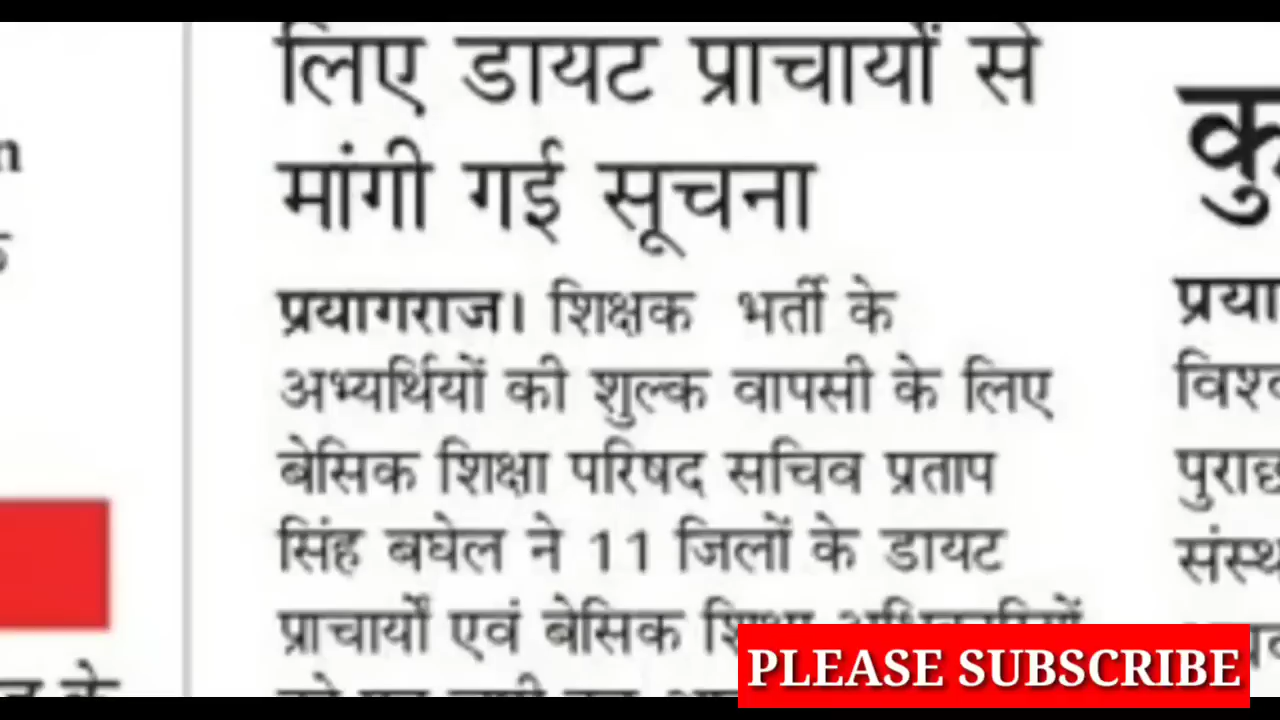 लिए डायट प्राचार्यों से
मांगी गई सूचना
प्रयागराज। शिक्षक भर्ती के
अभ्यर्थियों की शुल्क वापसी के लिए
बेसिक शिक्षा परिषद सचिव प्रताप
सिंह बघेल ने 11 जिलों के डायट
प्राचार्यों एवं बेसिक शिक्षा अधिकारियों
PLEASE SUBSCRIBE